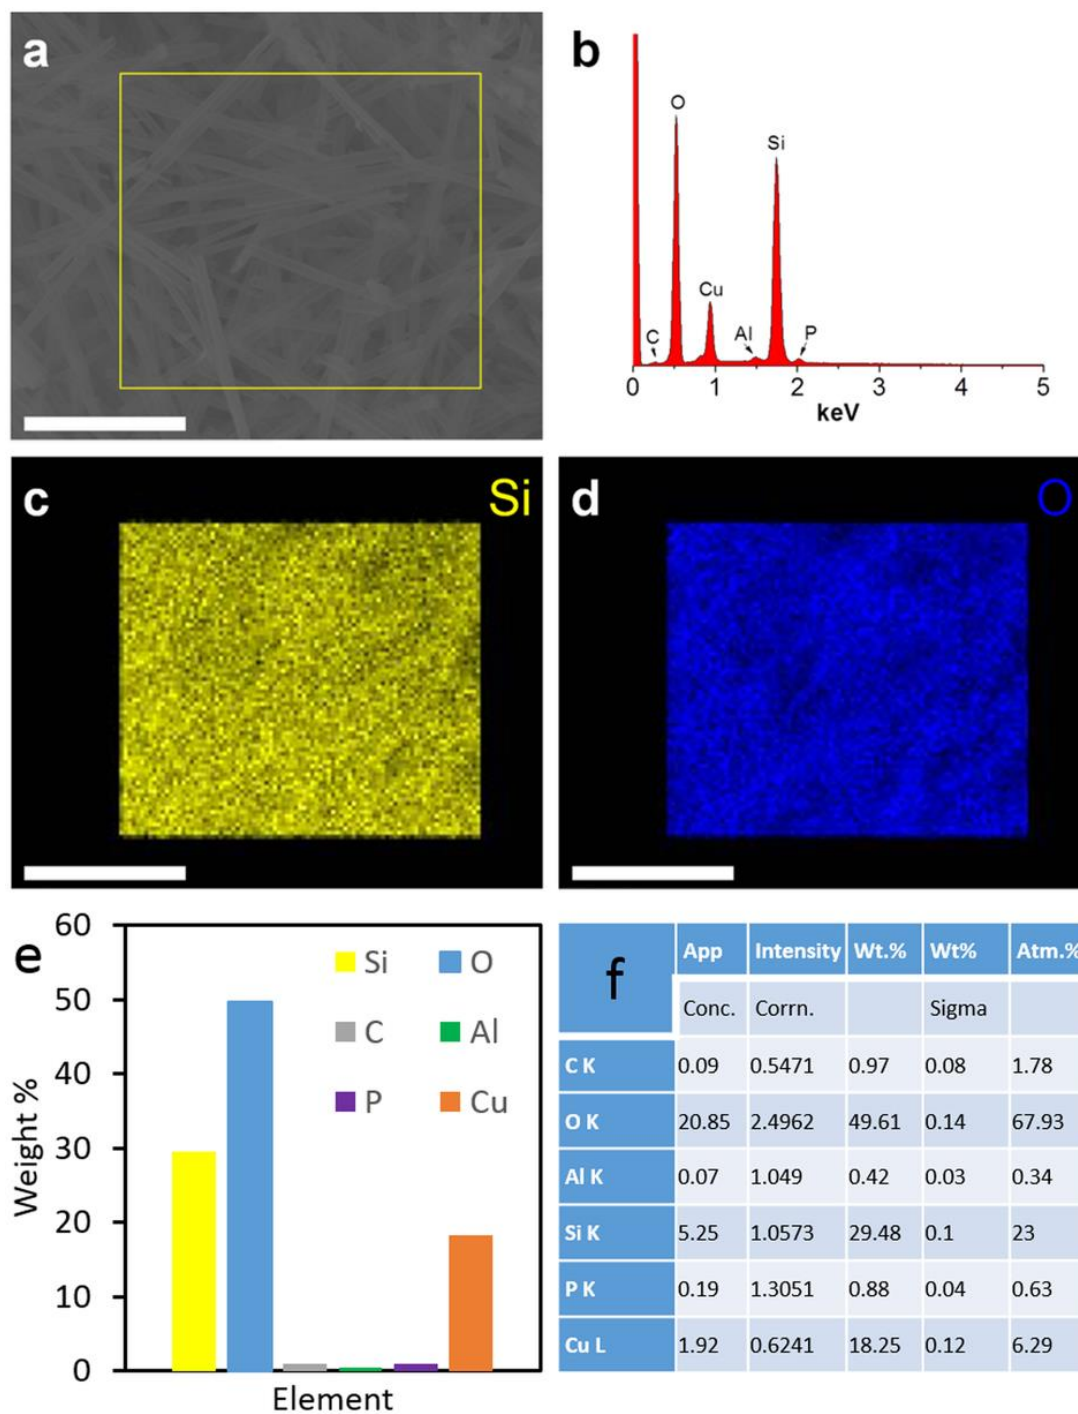 a
b
O
Si
Cu
C
Al
P
0 1 2 3 4 5
keV
c Si
d O
e
60
50
40
30
20
10
0
Weight %
Si O
C Al
P Cu
Element
f App Intensity Wt.% Wt% Atm.%
Conc. Corrn. Sigma
C K 0.09 0.5471 0.97 0.08 1.78
O K 20.85 2.4962 49.61 0.14 67.93
Al K 0.07 1.049 0.42 0.03 0.34
Si K 5.25 1.0573 29.48 0.1 23
P K 0.19 1.3051 0.88 0.04 0.63
Cu L 1.92 0.6241 18.25 0.12 6.29